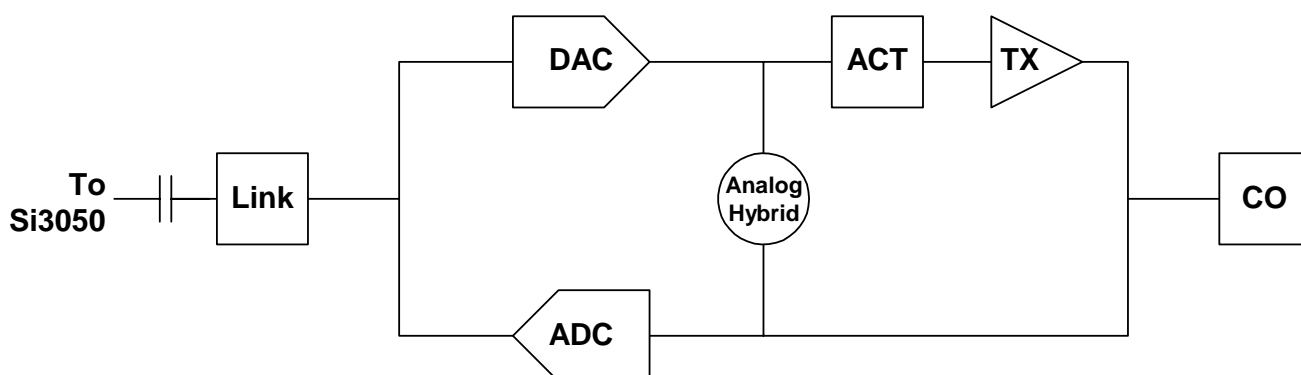 DAC
ACT
TX
To
Si3050
Link
Analog
Hybrid
CO
ADC